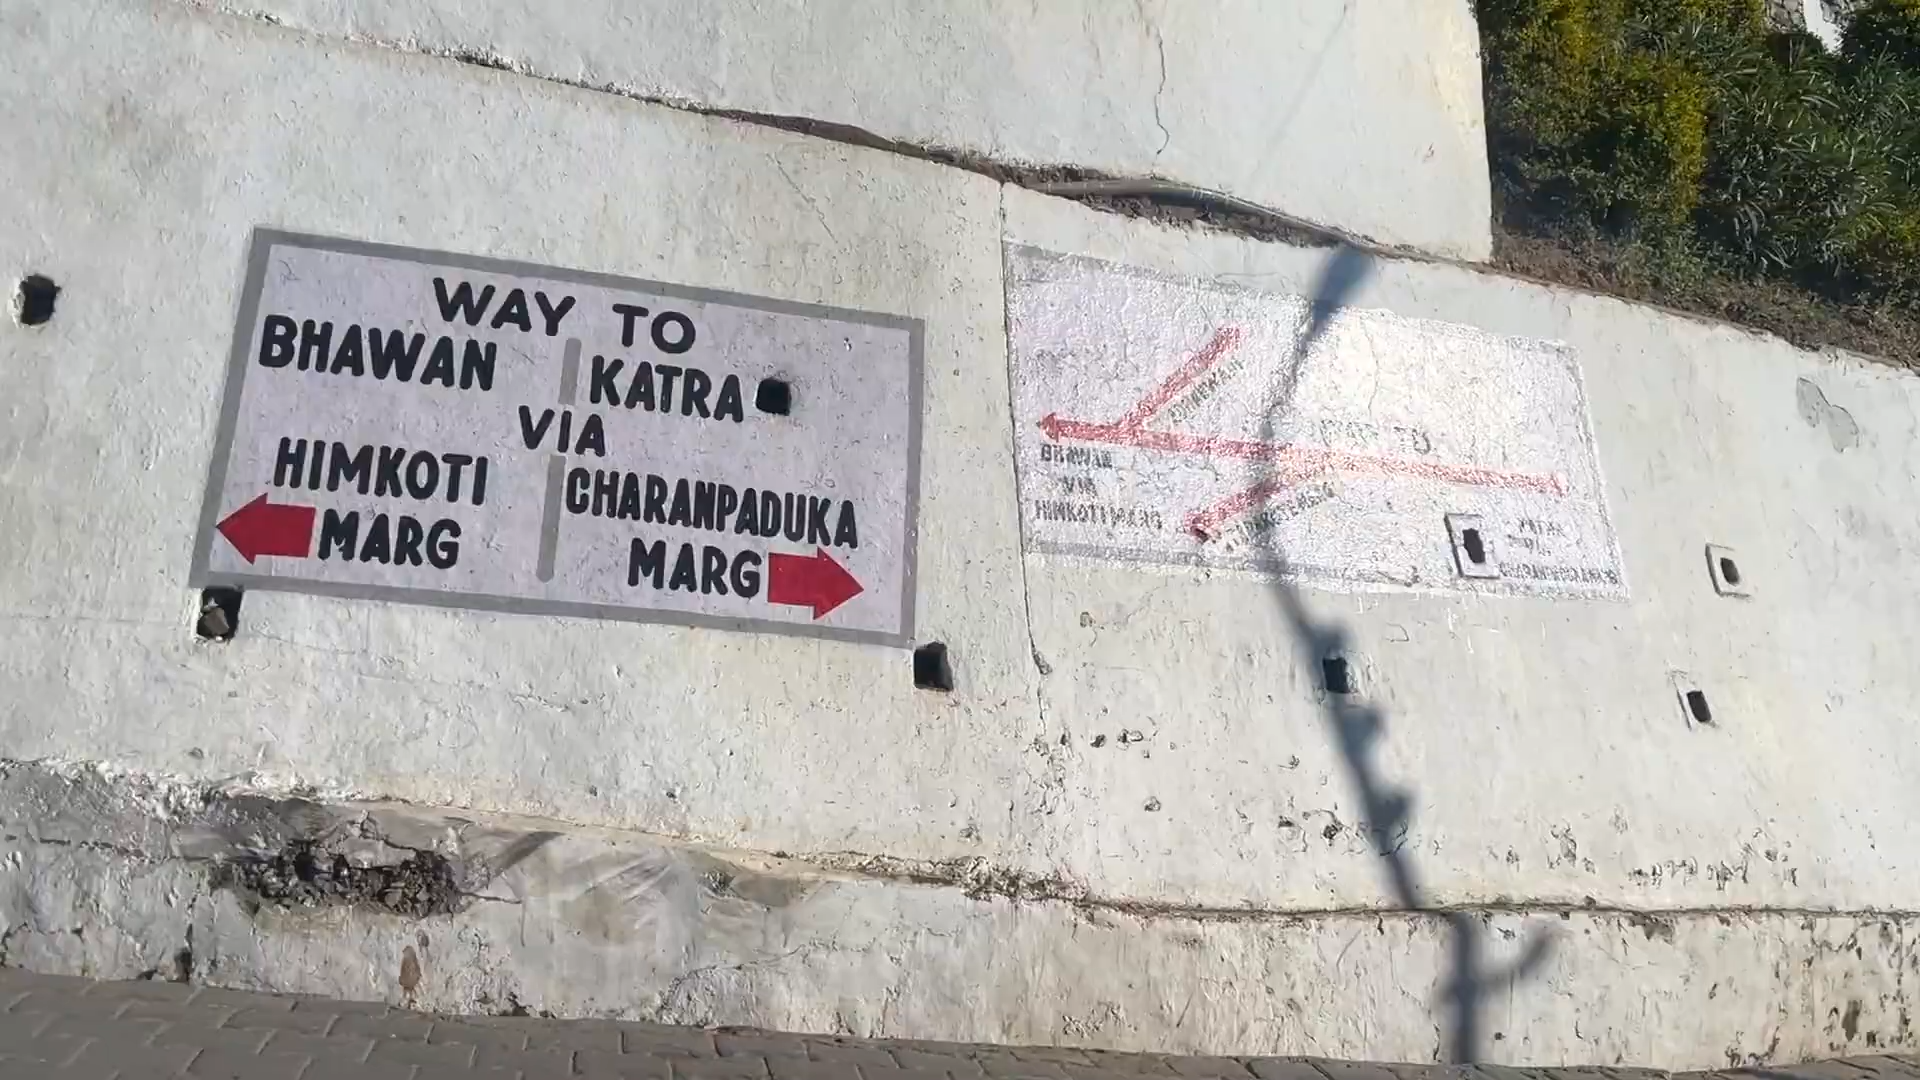 WAY TO
BHAWAN KATRA
VIA
HIMKOTI CHARANPADUKA
MARG MARG
WAY TO
BHAWAN
VIA
HIMKOTI MARG